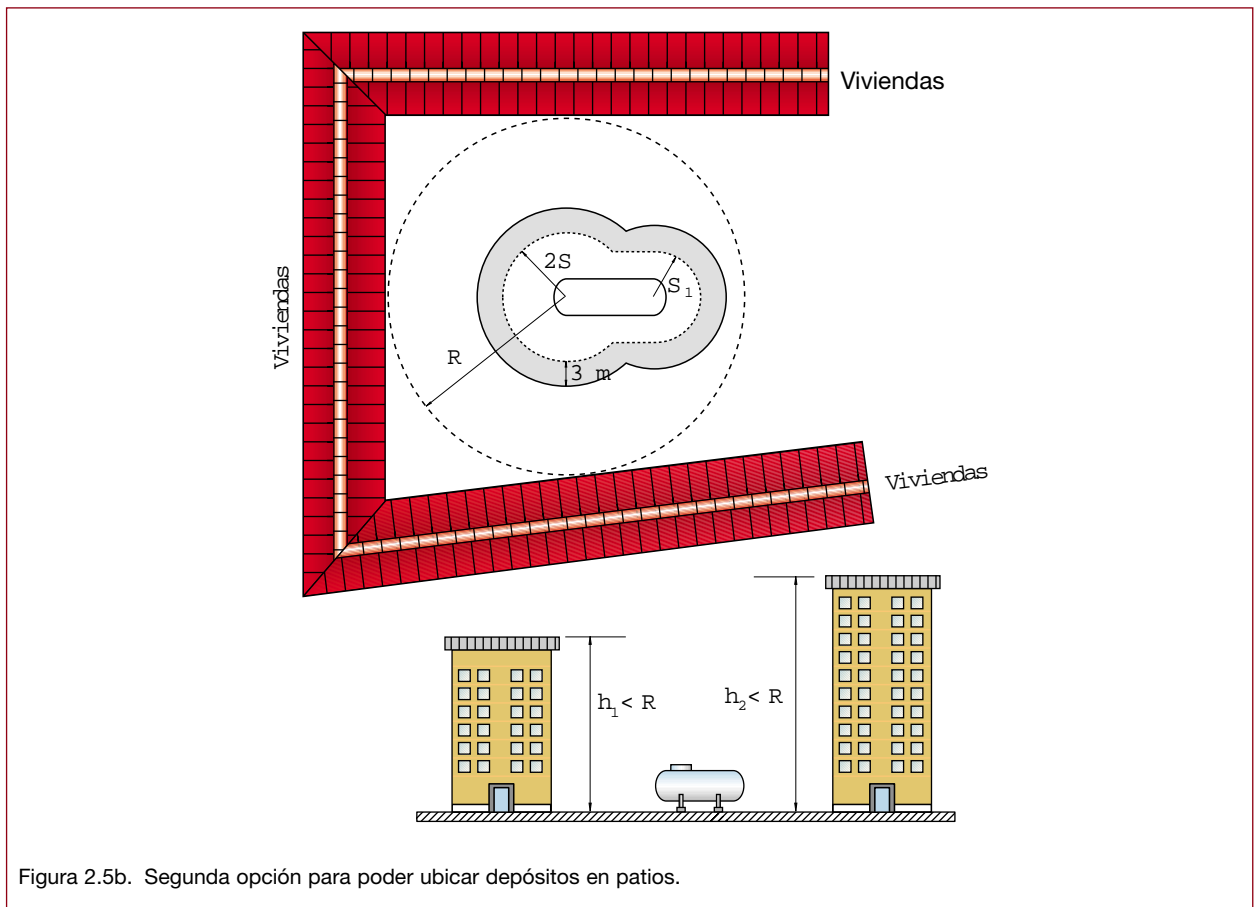 Viviendas
Viviendas
2S
S₁
R
3 m
Viviendas
h₁< R
h₂< R
Figura 2.5b. Segunda opción para poder ubicar depósitos en patios.